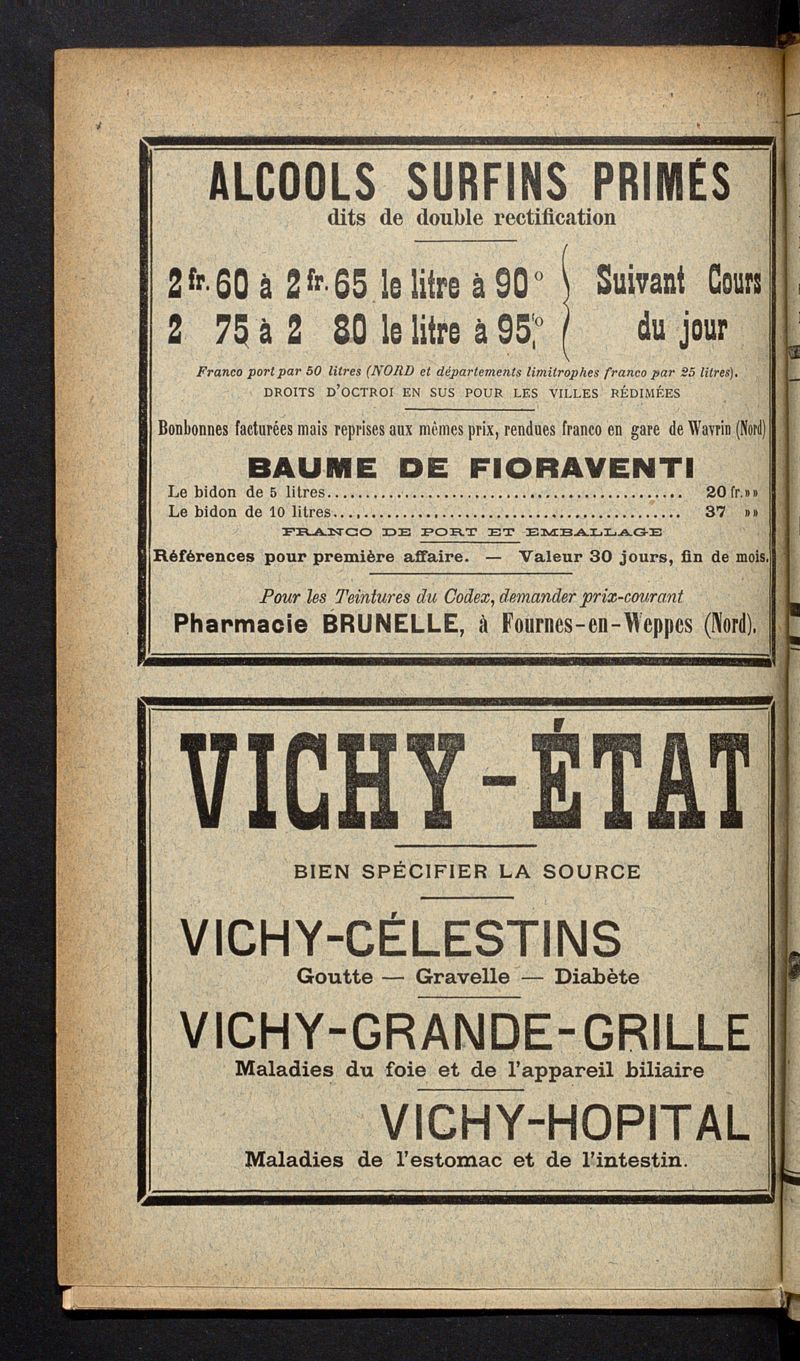 ALCOOLS SURFINS PRIMÉS
dits de double rectification
2 fr. 60 à 2 fr. 65 le litre à 90° } Suivant Cours
2 75 à 2 80 le litre à 95° } du jour
Franco port par 50 litres (NORD et départements limitrophes franco par 25 litres).
DROITS D'OCTROI EN SUS POUR LES VILLES RÉDIMÉES
Bonbonnes facturées mais reprises aux mêmes prix, rendues franco en gare de Wavrin (Nord)
BAUME DE FIORAVENTI
Le bidon de 5 litres........ 20 fr. »»
Le bidon de 10 litres........ 37 »»
FRANCO DE PORT ET EMBALLAGE
Références pour première affaire. — Valeur 30 jours, fin de mois.
Pour les Teintures du Codex, demander prix-courant
Pharmacie BRUNELLE, à Fournes-en-Weppes (Nord).
VICHY-ÉTAT
BIEN SPÉCIFIER LA SOURCE
VICHY-CÉLESTINS
Goutte — Gravelle — Diabète
VICHY-GRANDE-GRILLE
Maladies du foie et de l'appareil biliaire
VICHY-HOPITAL
Maladies de l'estomac et de l'intestin.